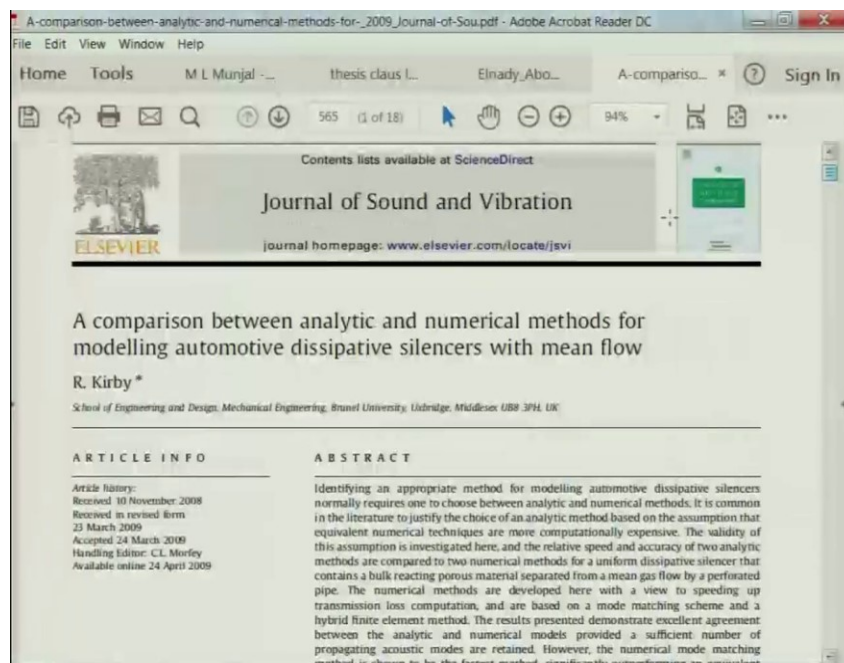 A-comparison-between-analytic-and-numerical-methods-for-_2009_Journal-of-Sou.pdf - Adobe Acrobat Reader DC
File Edit View Window Help
Home Tools M L Munjal -... thesis claus l... Elnady_Abo... A-compariso... × ? Sign In
565 (1 of 18) 94%
Contents lists available at ScienceDirect
Journal of Sound and Vibration
journal homepage: www.elsevier.com/locate/jsvi
ELSEVIER
A comparison between analytic and numerical methods for
modelling automotive dissipative silencers with mean flow
R. Kirby *
School of Engineering and Design, Mechanical Engineering, Brunel University, Uxbridge, Middlesex UB8 3PH, UK
ARTICLE INFO
Article history:
Received 10 November 2008
Received in revised form
23 March 2009
Accepted 24 March 2009
Handling Editor: C.L. Morfey
Available online 24 April 2009
ABSTRACT
Identifying an appropriate method for modelling automotive dissipative silencers
normally requires one to choose between analytic and numerical methods. It is common
in the literature to justify the choice of an analytic method based on the assumption that
equivalent numerical techniques are more computationally expensive. The validity of
this assumption is investigated here, and the relative speed and accuracy of two analytic
methods are compared to two numerical methods for a uniform dissipative silencer that
contains a bulk reacting porous material separated from a mean gas flow by a perforated
pipe. The numerical methods are developed here with a view to speeding up
transmission loss computation, and are based on a mode matching scheme and a
hybrid finite element method. The results presented demonstrate excellent agreement
between the analytic and numerical models provided a sufficient number of
propagating acoustic modes are retained. However, the numerical mode matching
method is shown to be the fastest method, significantly outperforming an equivalent